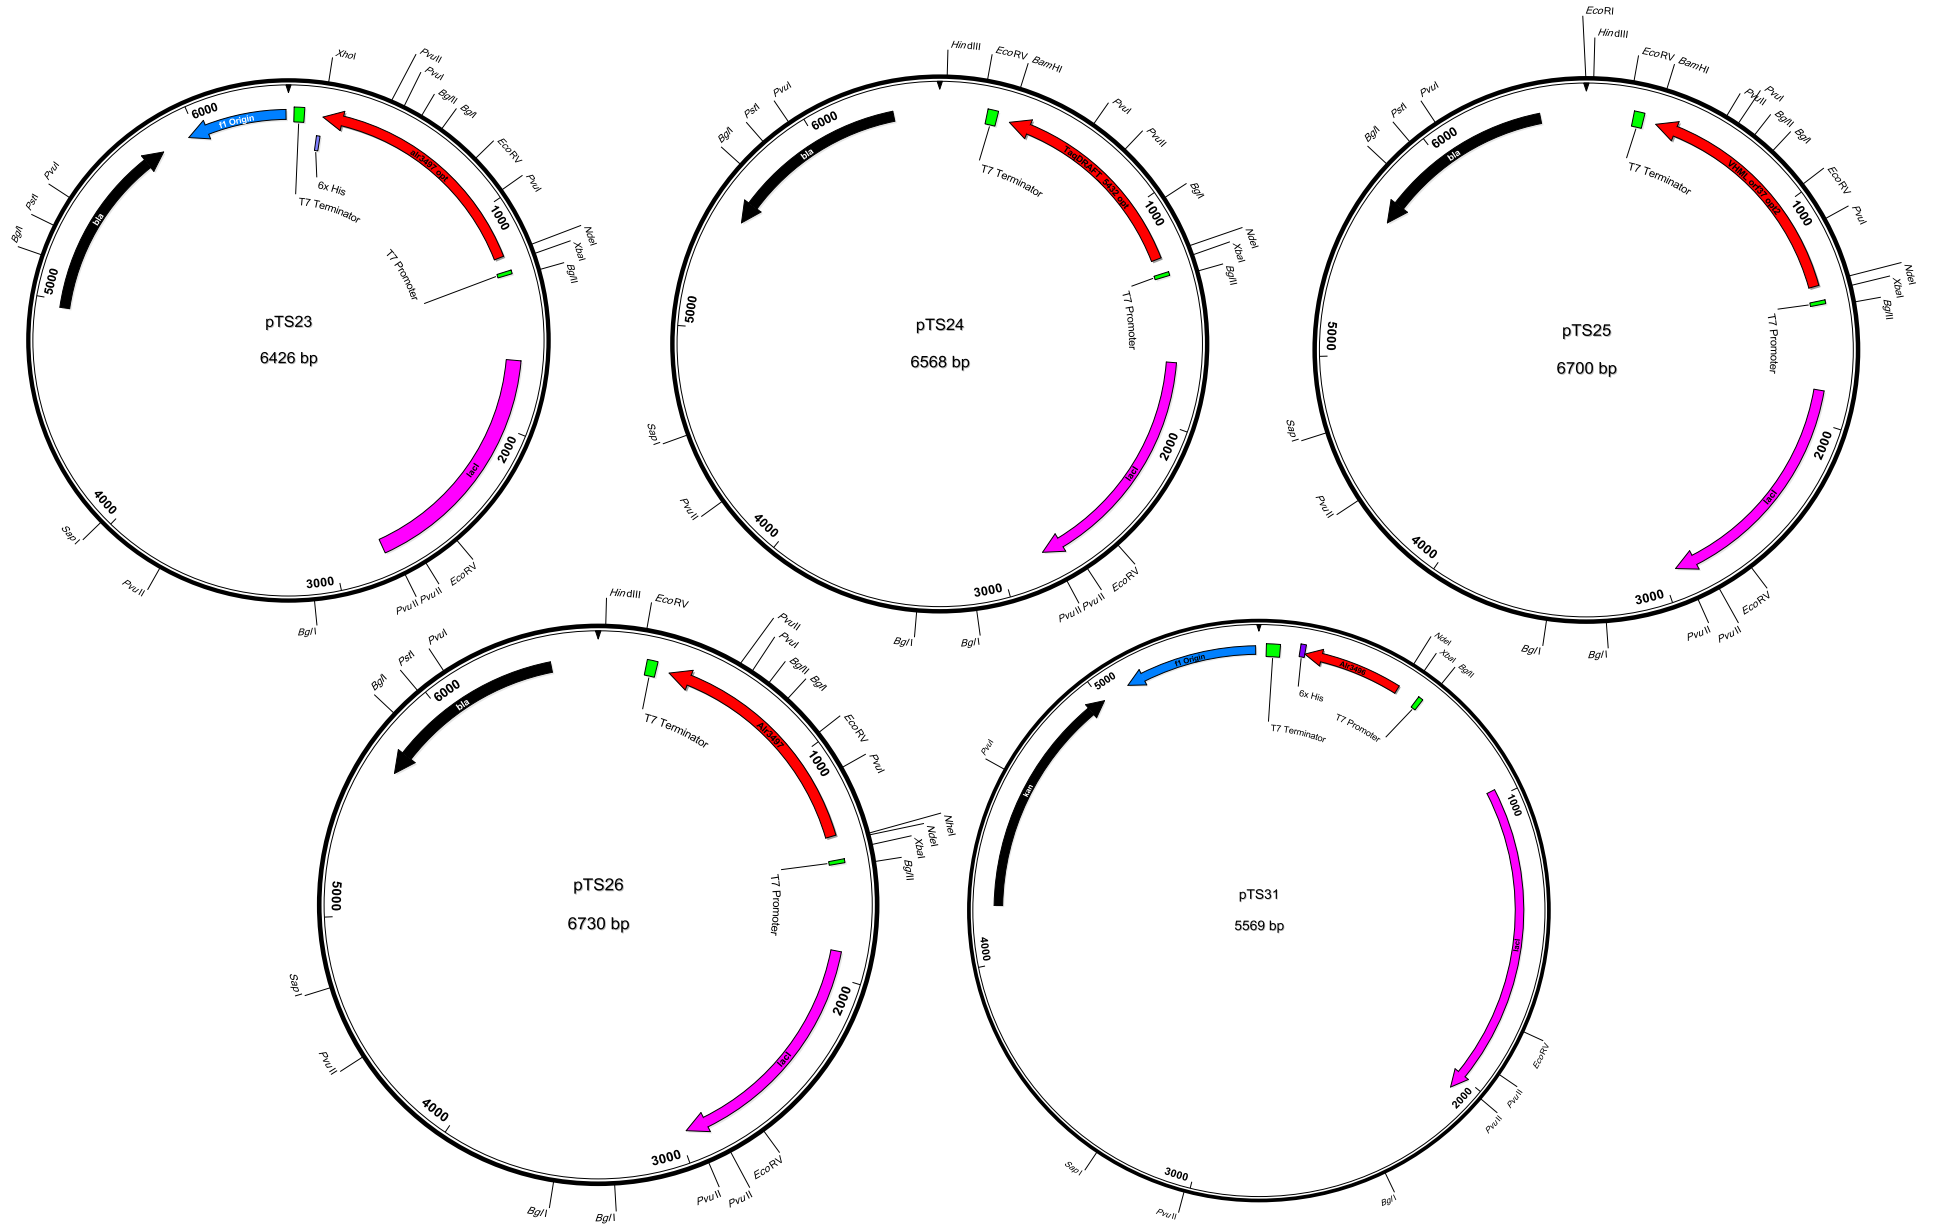 XhoI
PvuII
PvuI
BglII
BglI
EcoRV
PvuI
1000
NdeI
XbaI
BglII
T7 Promoter
2000
lacI
EcoRV
PvuII
PvuII
3000
BglI
PvuII
SapI
4000
5000
BglI
PstI
PvuI
bla
6000
f1 Origin
6x His
T7 Terminator
alr3497 opt
pTS23
6426 bp
HindIII
EcoRV
BamHI
PvuI
PvuII
BglI
1000
NdeI
XbaI
BglII
T7 Promoter
2000
lacI
EcoRV
PvuII
PvuII
3000
BglI
BglI
4000
PvuII
SapI
5000
BglI
PstI
PvuI
6000
bla
T7 Terminator
pTS24
6568 bp
EcoRI
HindIII
EcoRV
BamHI
PvuII
PvuI
BglII
BglI
EcoRV
PvuI
1000
NdeI
XbaI
BglII
T7 Promoter
2000
lacI
EcoRV
PvuII
PvuII
3000
BglI
BglI
4000
PvuII
SapI
5000
BglI
PstI
PvuI
6000
bla
T7 Terminator
VHML orf37 opt2
pTS25
6700 bp
HindIII
EcoRV
PvuII
PvuI
BglII
BglI
EcoRV
PvuI
1000
NheI
NdeI
XbaI
BglII
T7 Promoter
2000
lacI
EcoRV
PvuII
PvuII
3000
BglI
BglI
4000
PvuII
SapI
5000
BglI
PstI
PvuI
6000
bla
T7 Terminator
Alr3497
pTS26
6730 bp
NdeI
XbaI
BglII
T7 Promoter
1000
lacI
EcoRV
PvuII
2000
PvuII
BglI
3000
PvuII
SapI
4000
PvuI
kan
5000
f1 Origin
6x His
T7 Terminator
pTS31
5569 bp